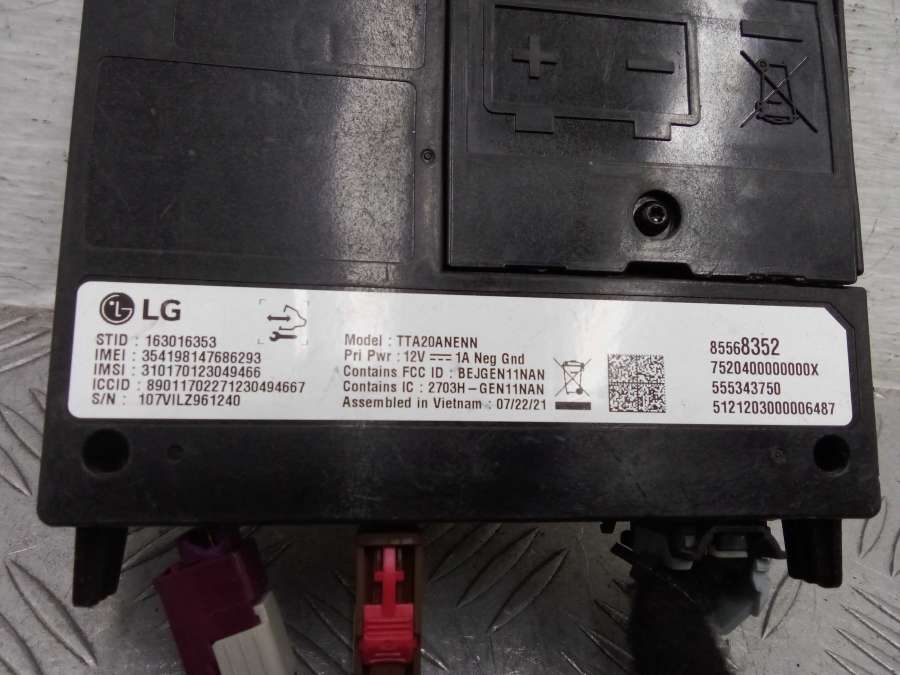 LG
STID : 163016353
IMEI : 354198147686293
IMSI : 310170123049466
ICCID : 89011702271230494667
S/N : 107VILZ961240
Model : TTA20ANENN
Pri Pwr : 12V ⎓ 1A Neg Gnd
Contains FCC ID : BEJGEN11NAN
Contains IC : 2703H-GEN11NAN
Assembled in Vietnam : 07/22/21
85568352
7520400000000X
555343750
5121203000006487